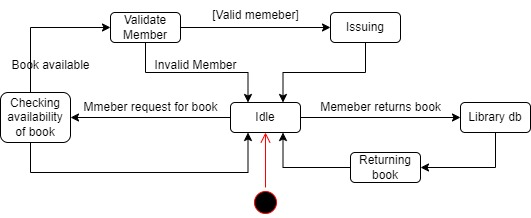 [Valid memeber]
Validate
Member
Issuing
Book available
Invalid Member
Checking
availability
of book
Mmeber request for book
Idle
Memeber returns book
Library db
Returning
book